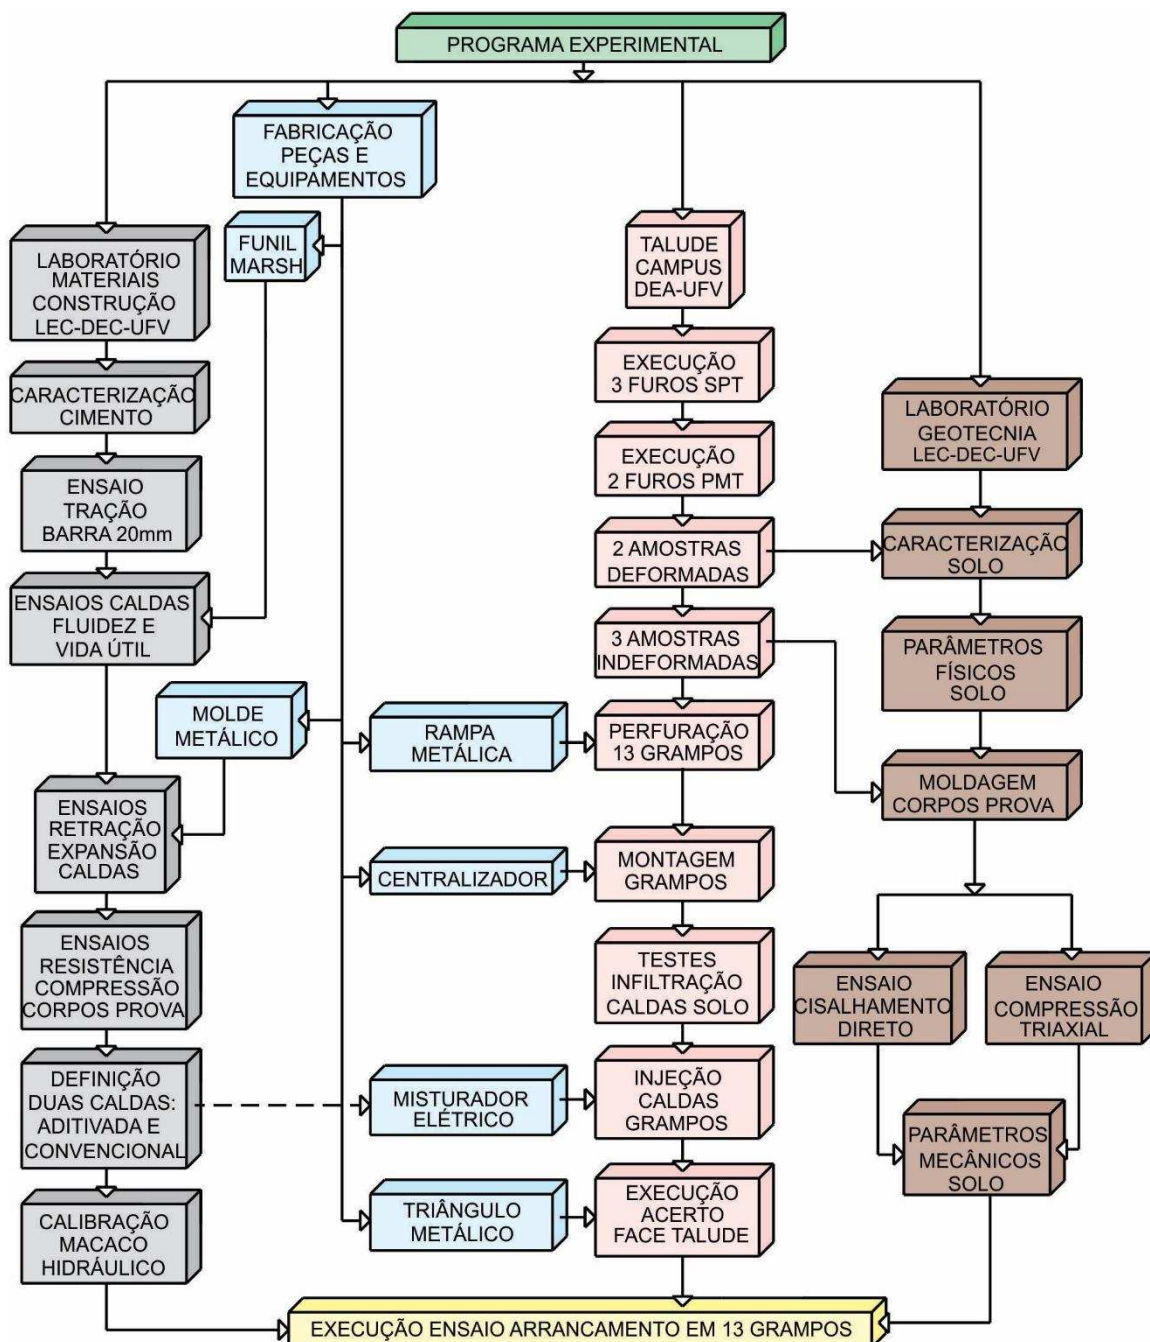 PROGRAMA EXPERIMENTAL
FABRICAÇÃO
PEÇAS E
EQUIPAMENTOS
FUNIL
MARSH
LABORATÓRIO
MATERIAIS
CONSTRUÇÃO
LEC-DEC-UFV
CARACTERIZAÇÃO
CIMENTO
ENSAIO
TRAÇÃO
BARRA 20mm
ENSAIOS CALDAS
FLUIDEZ E
VIDA ÚTIL
MOLDE
METÁLICO
ENSAIOS
RETRAÇÃO
EXPANSÃO
CALDAS
ENSAIOS
RESISTÊNCIA
COMPRESSÃO
CORPOS PROVA
DEFINIÇÃO
DUAS CALDAS:
ADITIVADA E
CONVENCIONAL
CALIBRAÇÃO
MACACO
HIDRÁULICO
RAMPA
METÁLICA
CENTRALIZADOR
MISTURADOR
ELÉTRICO
TRIÂNGULO
METÁLICO
TALUDE
CAMPUS
DEA-UFV
EXECUÇÃO
3 FUROS SPT
EXECUÇÃO
2 FUROS PMT
2 AMOSTRAS
DEFORMADAS
3 AMOSTRAS
INDEFORMADAS
PERFURAÇÃO
13 GRAMPOS
MONTAGEM
GRAMPOS
TESTES
INFILTRAÇÃO
CALDAS SOLO
INJEÇÃO
CALDAS
GRAMPOS
EXECUÇÃO
ACERTO
FACE TALUDE
LABORATÓRIO
GEOTECNIA
LEC-DEC-UFV
CARACTERIZAÇÃO
SOLO
PARÂMETROS
FÍSICOS
SOLO
MOLDAGEM
CORPOS PROVA
ENSAIO
CISALHAMENTO
DIRETO
ENSAIO
COMPRESSÃO
TRIAXIAL
PARÂMETROS
MECÂNICOS
SOLO
EXECUÇÃO ENSAIO ARRANCAMENTO EM 13 GRAMPOS